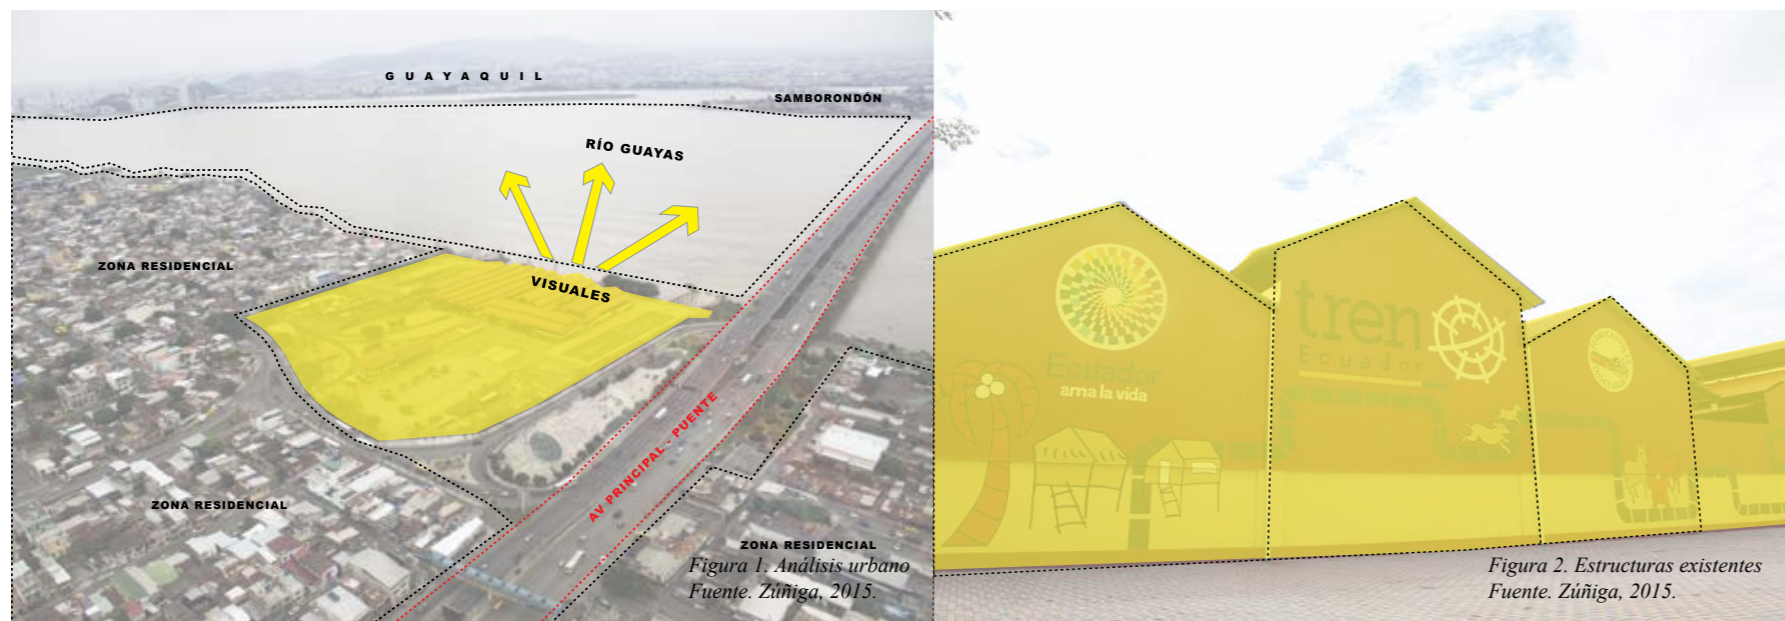 GUAYAQUIL
SAMBORONDÓN
RÍO GUAYAS
ZONA RESIDENCIAL
VISUALES
AV PRINCIPAL - PUENTE
ZONA RESIDENCIAL
ZONA RESIDENCIAL
Figura 1. Análisis urbano
Fuente. Zúñiga, 2015.
Ecuador
ama la vida
tren
Ecuador
Figura 2. Estructuras existentes
Fuente. Zúñiga, 2015.